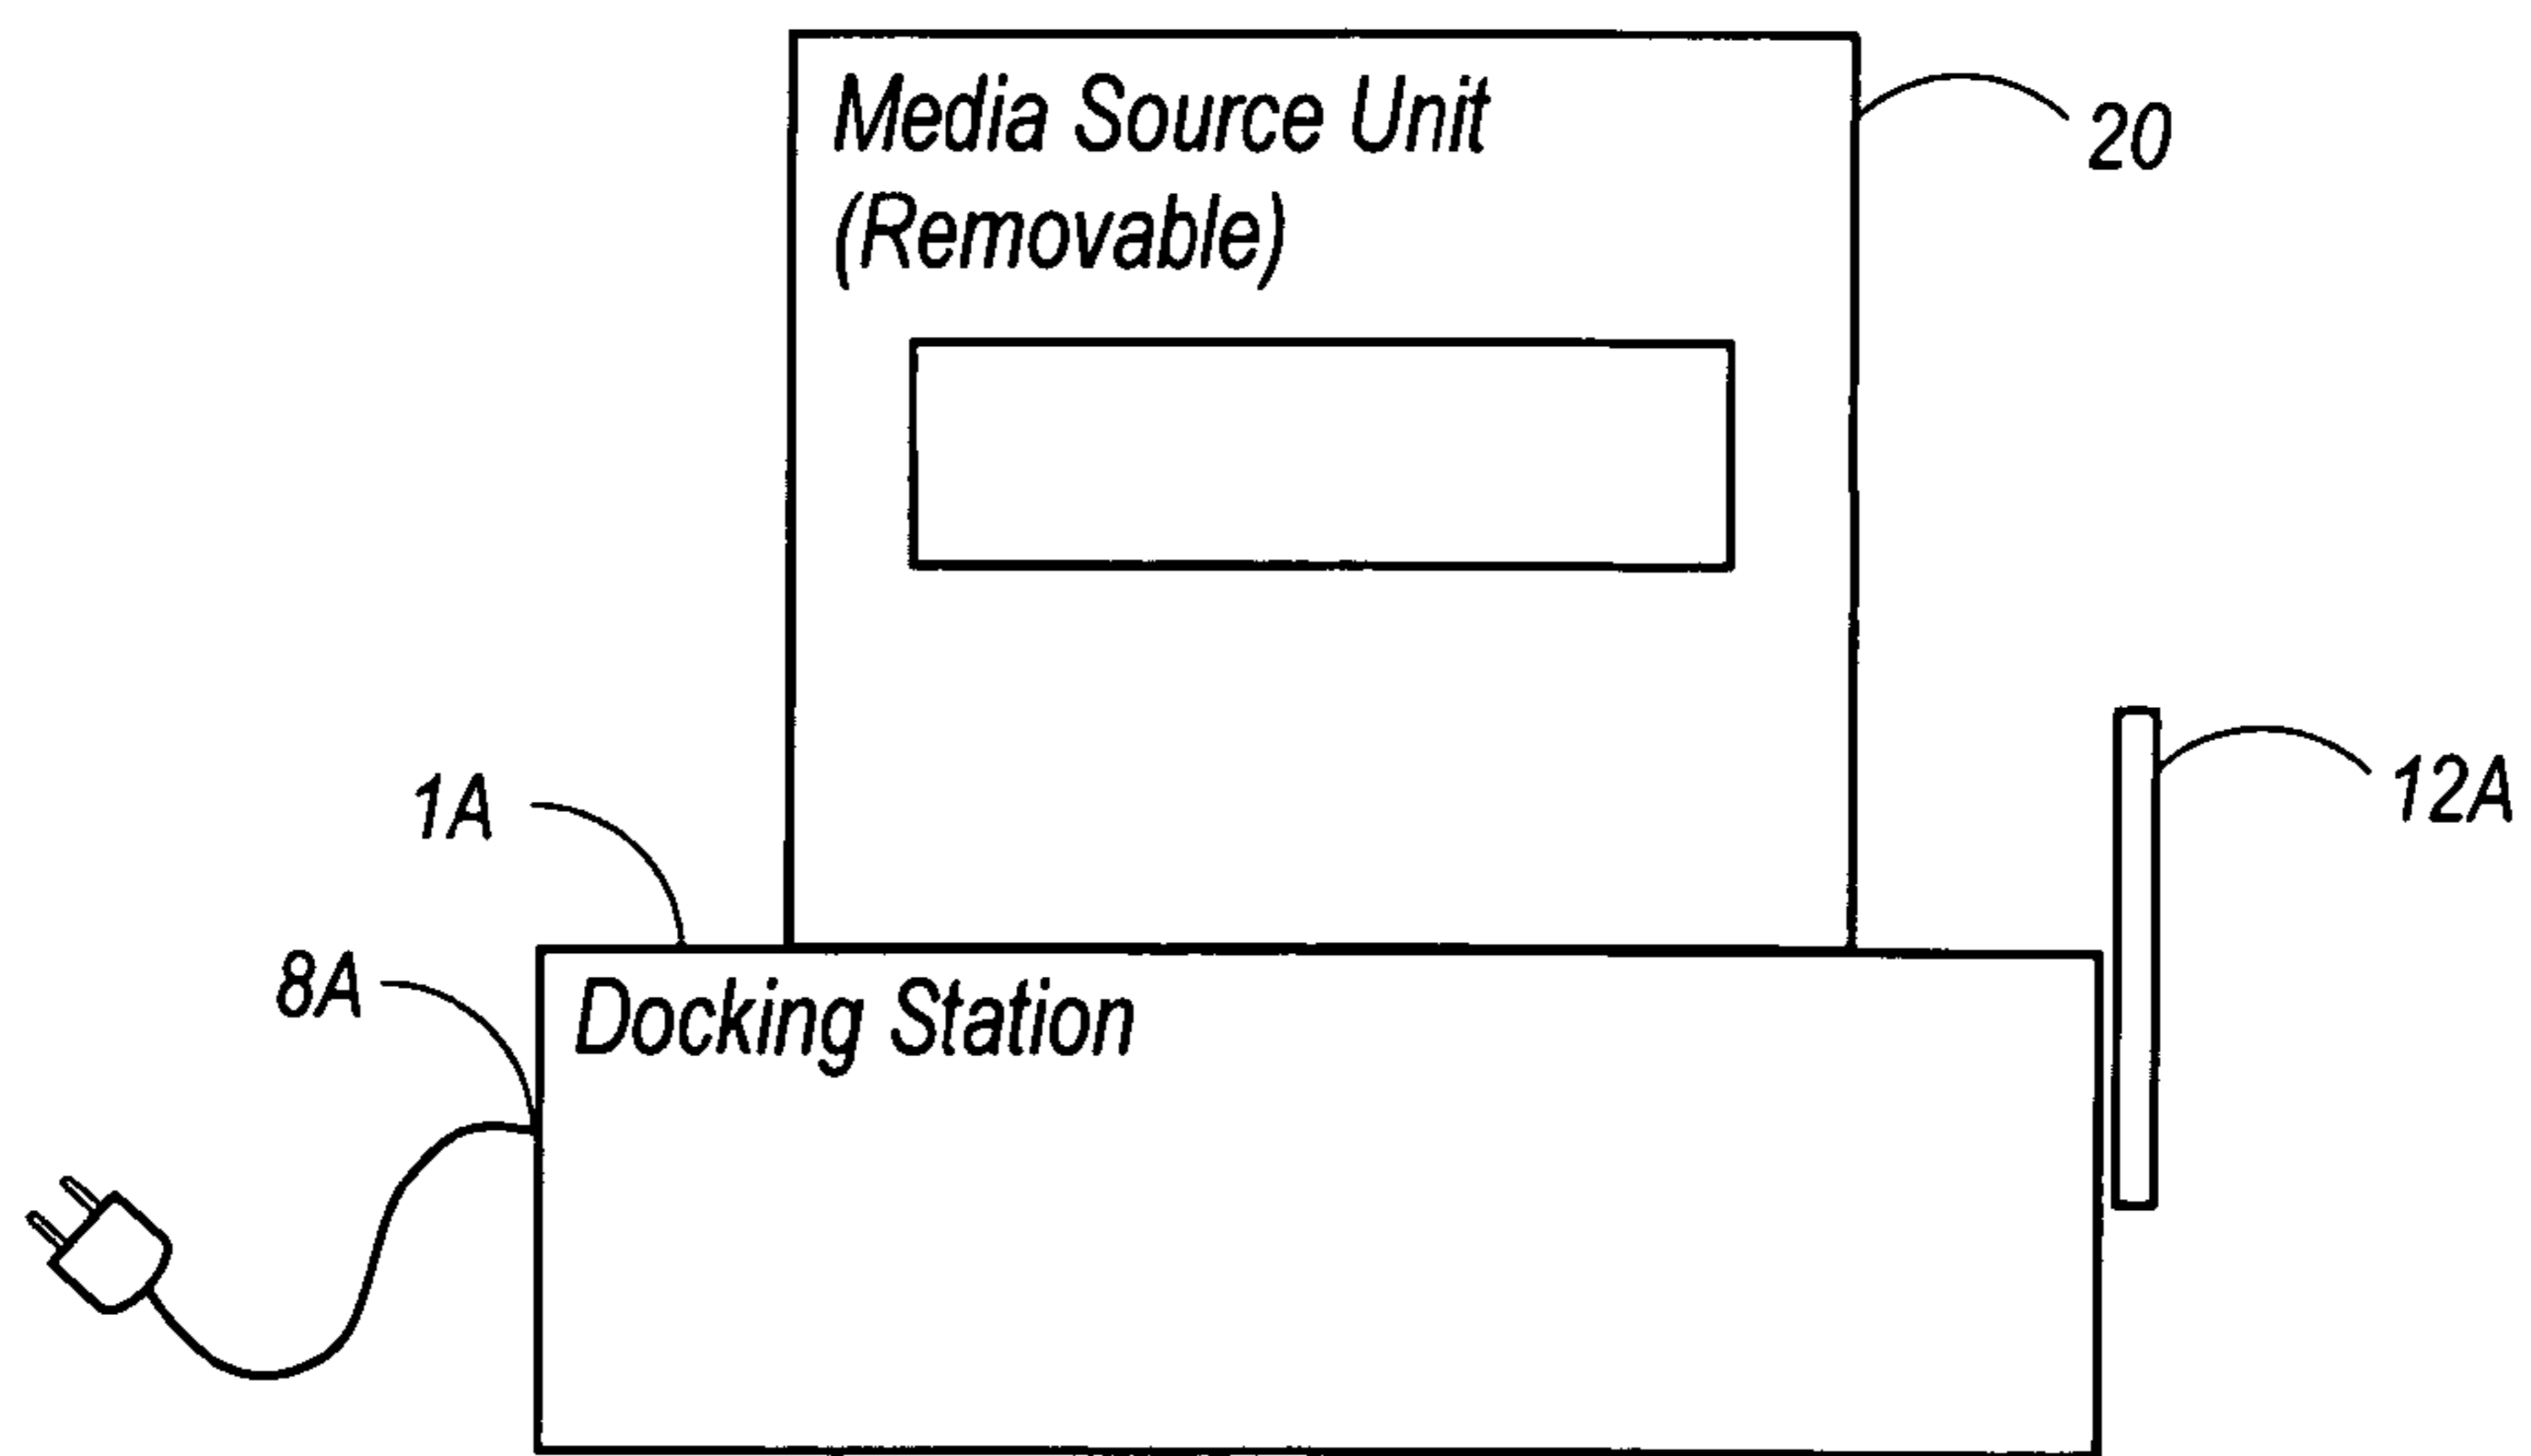 Media Source Unit
(Removable)
20
12A
1A
8A
Docking Station